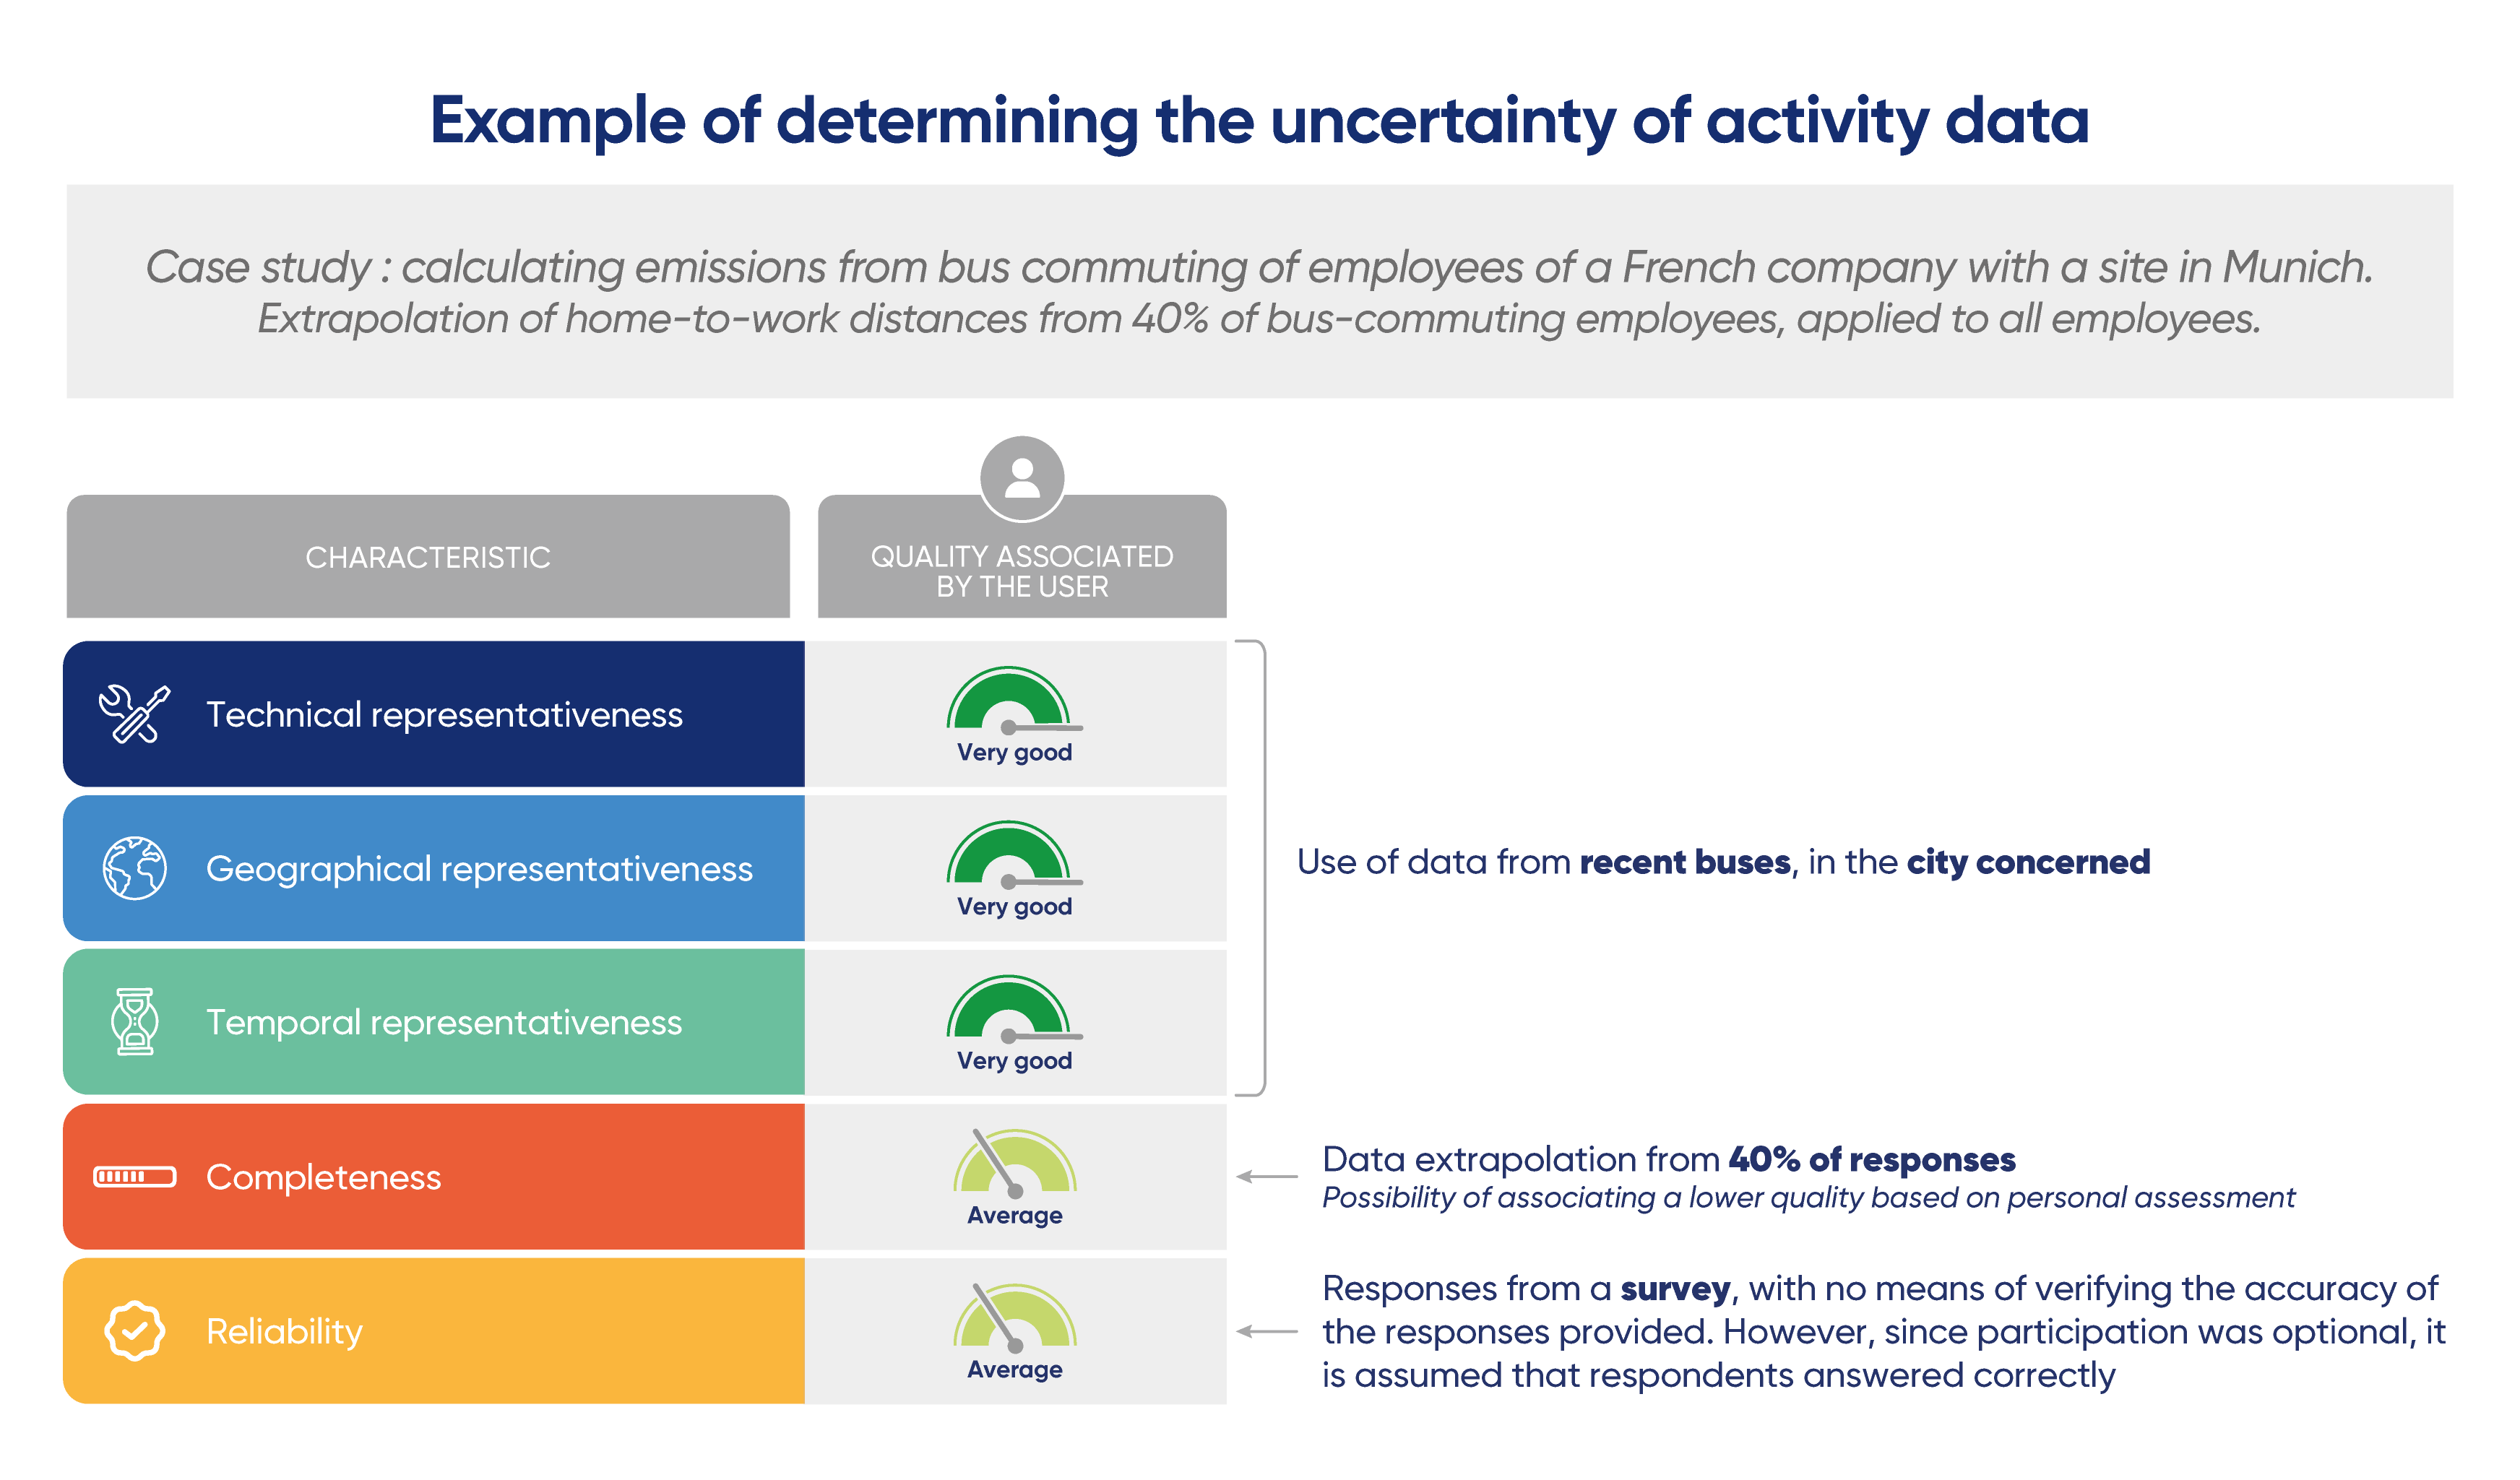 Example of determining the uncertainty of activity data
Case study : calculating emissions from bus commuting of employees of a French company with a site in Munich.
Extrapolation of home-to-work distances from 40% of bus-commuting employees, applied to all employees.
CHARACTERISTIC
QUALITY ASSOCIATED
BY THE USER
Technical representativeness
Very good
Geographical representativeness
Very good
Use of data from recent buses, in the city concerned
Temporal representativeness
Very good
Completeness
Average
Data extrapolation from 40% of responses
Possibility of associating a lower quality based on personal assessment
Reliability
Average
Responses from a survey, with no means of verifying the accuracy of
the responses provided. However, since participation was optional, it
is assumed that respondents answered correctly